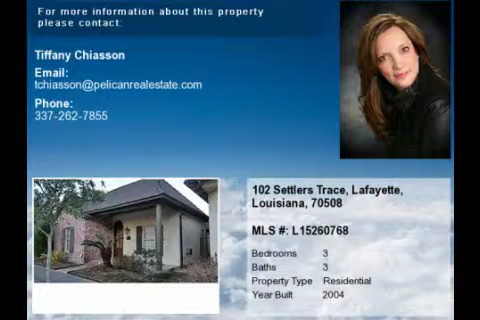 For more information about this property
please contact:
Tiffany Chiasson
Email:
tchiasson@pelicanrealestate.com
Phone:
337-262-7855
102 Settlers Trace, Lafayette,
Louisiana, 70508
MLS #: L15260768
Bedrooms 3
Baths 3
Property Type Residential
Year Built 2004